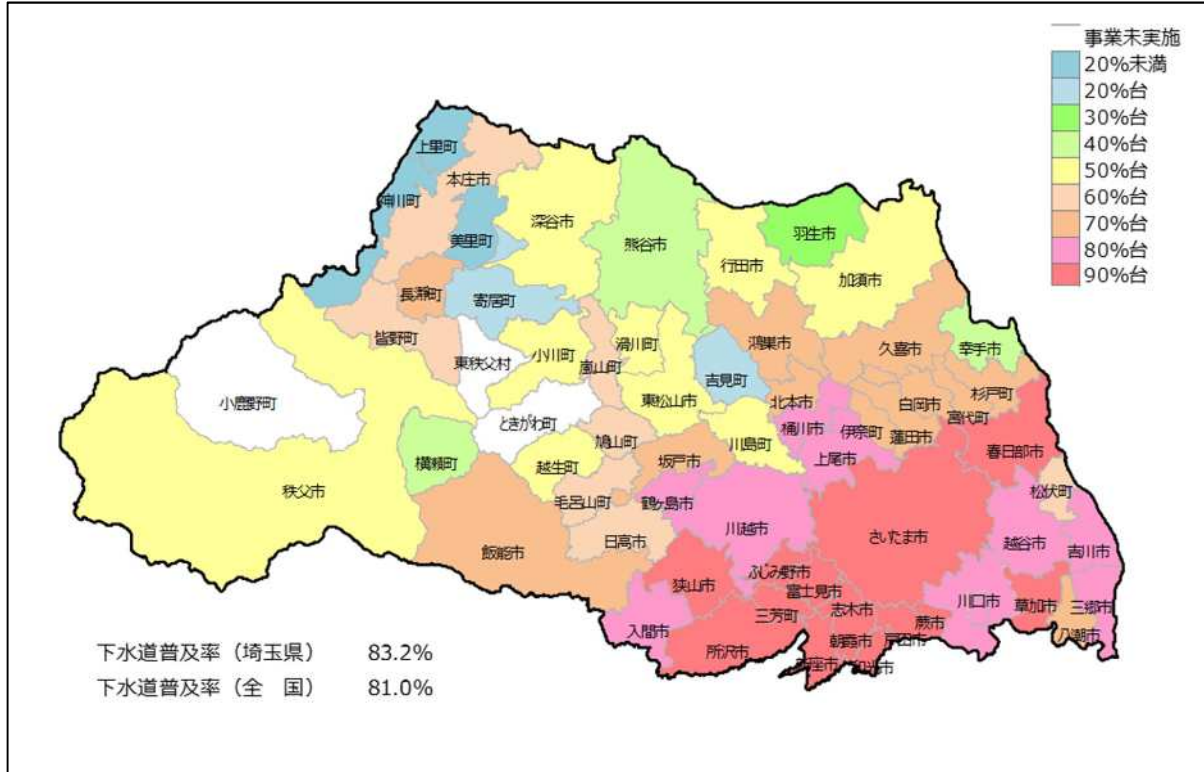 事業未実施
20%未満
20%台
30%台
40%台
50%台
60%台
70%台
80%台
90%台
上里町
本庄市
神川町
美里町
深谷市
熊谷市
行田市
羽生市
加須市
長瀞町
寄居町
皆野町
東秩父村
小川町
嵐山町
滑川町
吉見町
鴻巣市
久喜市
幸手市
小鹿野町
ときがわ町
東松山市
北本市
白岡市
杉戸町
宮代町
桶川市
伊奈町
蓮田市
鳩山町
川島町
上尾市
春日部市
横瀬町
越生町
坂戸市
秩父市
毛呂山町
鶴ヶ島市
松伏町
川越市
さいたま市
飯能市
日高市
越谷市
吉川市
狭山市
ふじみ野市
富士見市
三芳町
志木市
川口市
草加市
三郷市
入間市
所沢市
朝霞市
蕨市
戸田市
八潮市
和光市
下水道普及率（埼玉県） 83.2%
下水道普及率（全　国） 81.0%